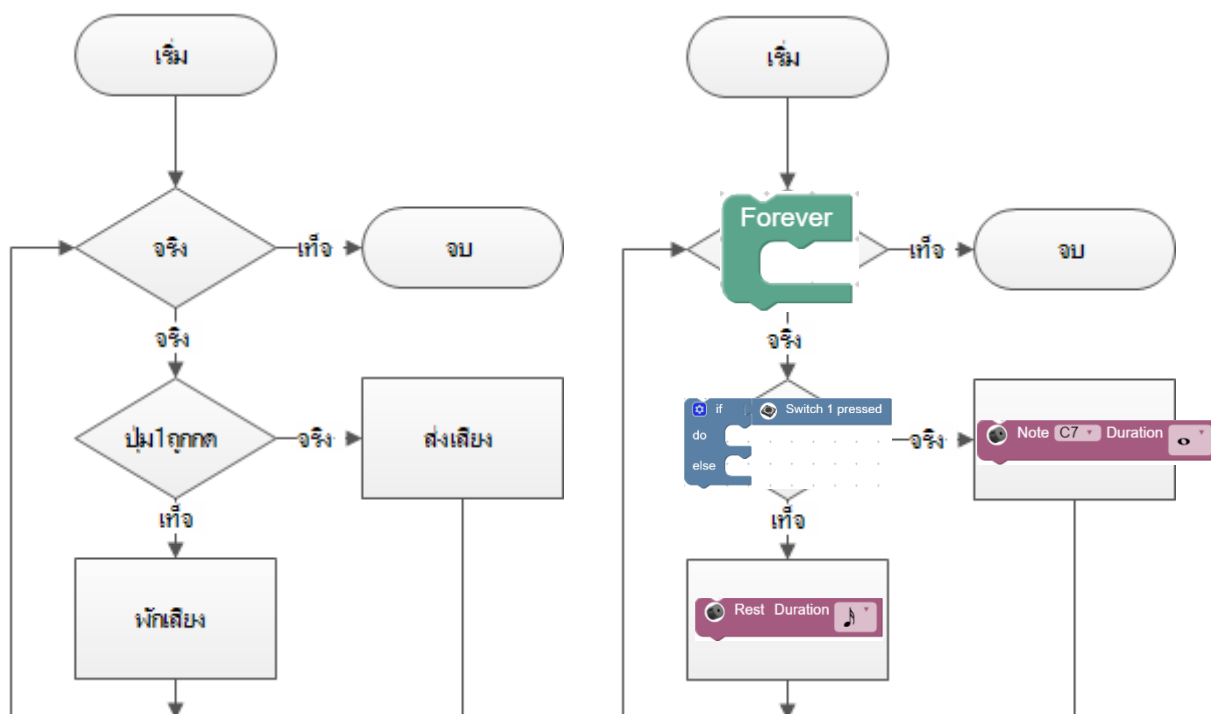 เริ่ม
จริง
เท็จ
จบ
จริง
ปุ่ม1ถูกกด
จริง
ส่งเสียง
เท็จ
พักเสียง
เริ่ม
Forever
เท็จ
จบ
จริง
if
Switch 1 pressed
do
else
จริง
Note C7 Duration
เท็จ
Rest Duration